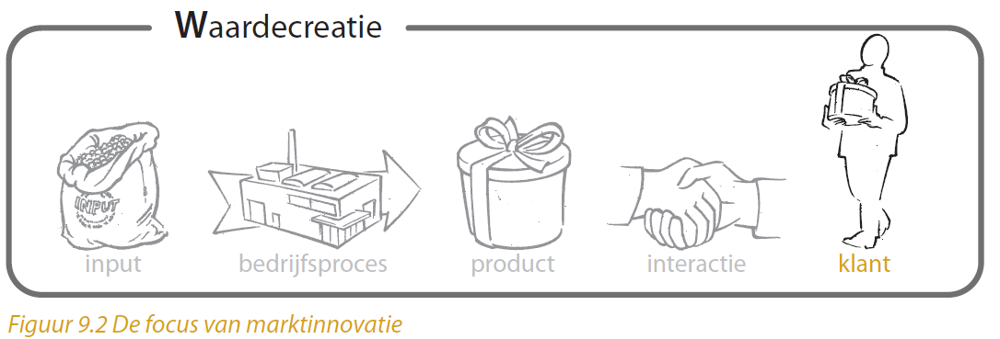 Waardecreatie
INPUT
input
bedrijfsproces
product
interactie
klant
Figuur 9.2 De focus van marktinnovatie